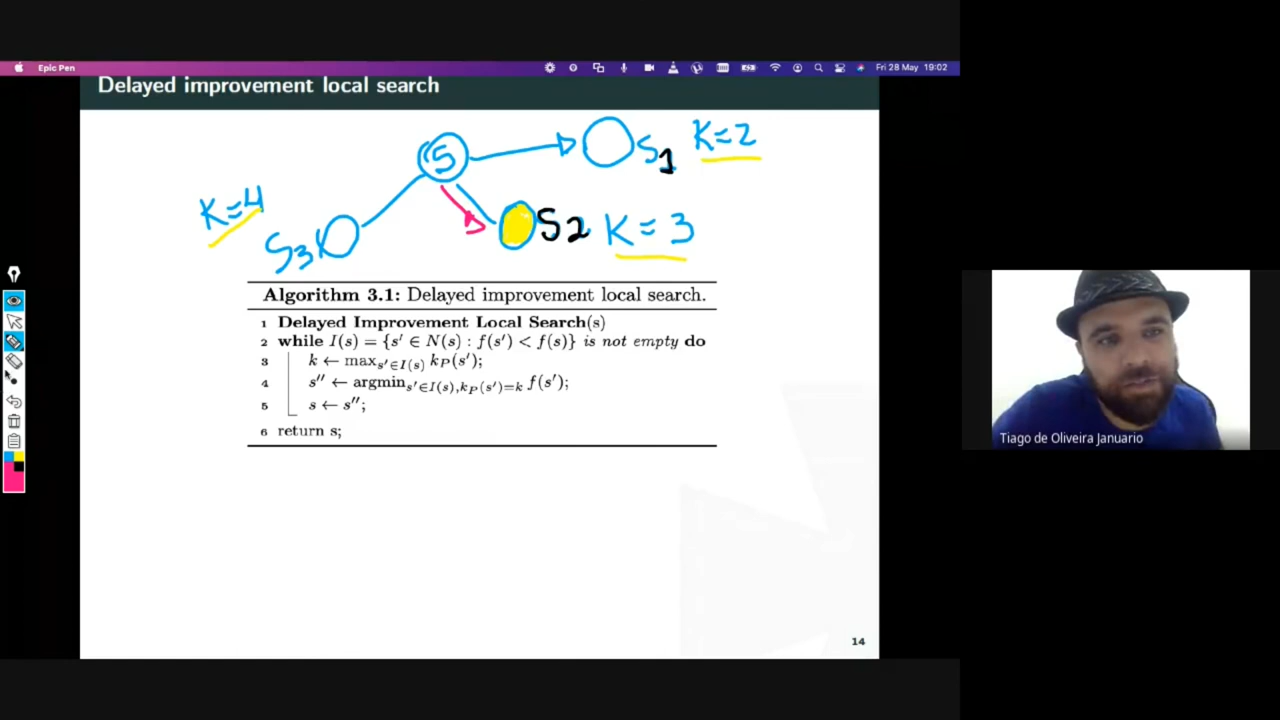 Epic Pen
Fri 28 May 19:02
Delayed improvement local search
5
S1
K=2
K=4
S3
S2
K = 3
Algorithm 3.1: Delayed improvement local search.
1 Delayed Improvement Local Search(s)
2 while I(s) = {s′ ∈ N(s) : f(s′) < f(s)} is not empty do
3 k ← max_{s′∈I(s)} k_P(s′);
4 s″ ← argmin_{s′∈I(s),k_P(s′)=k} f(s′);
5 s ← s″;
6 return s;
Tiago de Oliveira Januario
14